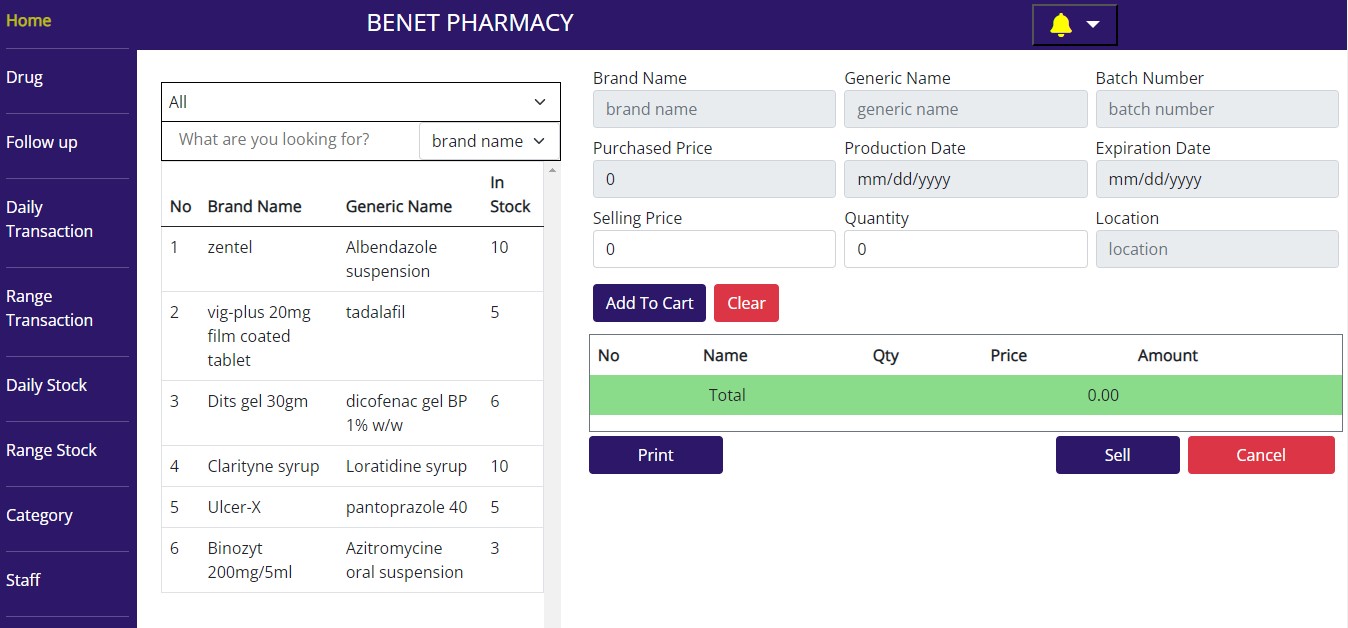 Home
BENET PHARMACY
Drug
Follow up
Daily
Transaction
Range
Transaction
Daily Stock
Range Stock
Category
Staff
All
What are you looking for? brand name
No Brand Name Generic Name In Stock
1 zentel Albendazole suspension 10
2 vig-plus 20mg film coated tablet tadalafil 5
3 Dits gel 30gm dicofenac gel BP 1% w/w 6
4 Clarityne syrup Loratidine syrup 10
5 Ulcer-X pantoprazole 40 5
6 Binozyt 200mg/5ml Azitromycine oral suspension 3
Brand Name Generic Name Batch Number
brand name generic name batch number
Purchased Price Production Date Expiration Date
0 mm/dd/yyyy mm/dd/yyyy
Selling Price Quantity Location
0 0 location
Add To Cart Clear
No Name Qty Price Amount
Total 0.00
Print Sell Cancel